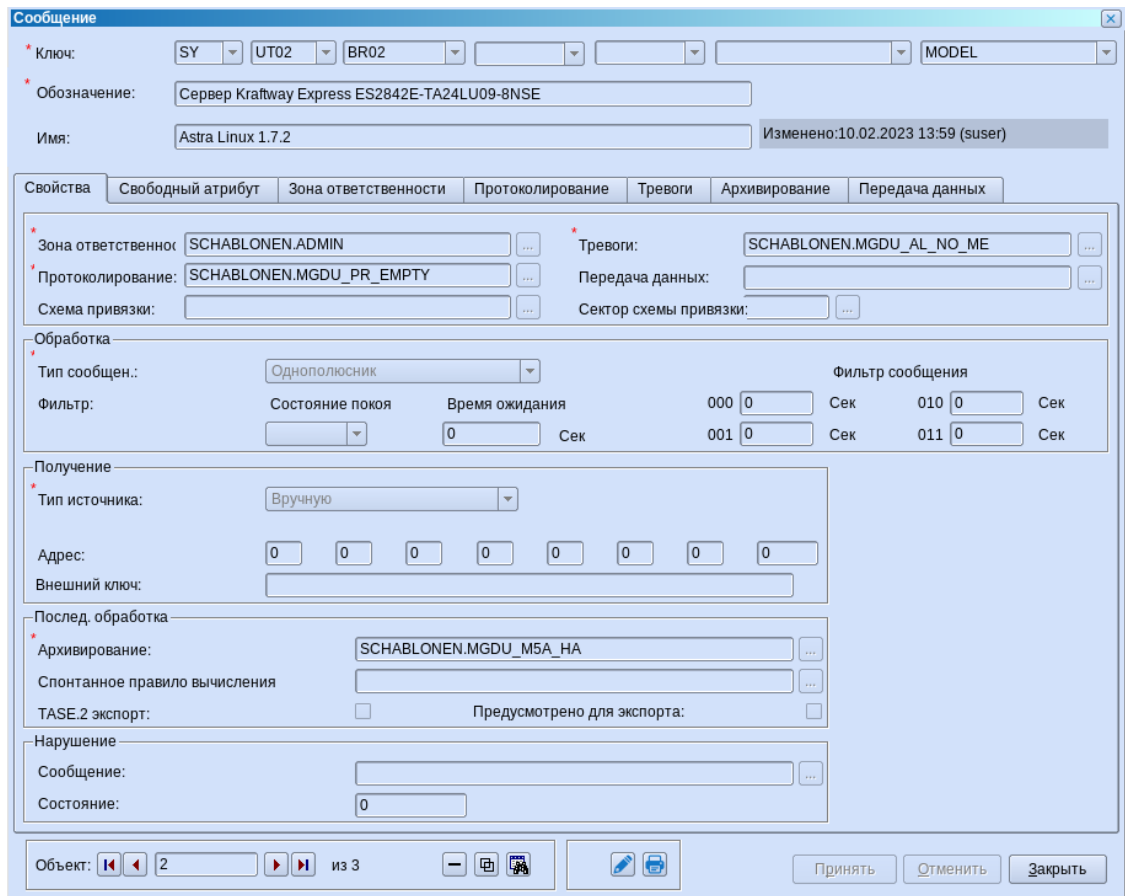 Сообщение
* Ключ: SY UT02 BR02 MODEL
* Обозначение: Сервер Kraftway Express ES2842E-TA24LU09-8NSE
Имя: Astra Linux 1.7.2 Изменено:10.02.2023 13:59 (suser)
Свойства Свободный атрибут Зона ответственности Протоколирование Тревоги Архивирование Передача данных
* Зона ответственнос SCHABLONEN.ADMIN ... * Тревоги: SCHABLONEN.MGDU_AL_NO_ME ...
* Протоколирование: SCHABLONEN.MGDU_PR_EMPTY ... Передача данных: ...
Схема привязки: ... Сектор схемы привязки: ...
Обработка
* Тип сообщен.: Однополюсник Фильтр сообщения
Фильтр: Состояние покоя Время ожидания 000 0 Сек 010 0 Сек
0 Сек 001 0 Сек 011 0 Сек
Получение
* Тип источника: Вручную
Адрес: 0 0 0 0 0 0 0 0
Внешний ключ:
Послед. обработка
* Архивирование: SCHABLONEN.MGDU_M5A_HA ...
Спонтанное правило вычисления ...
TASE.2 экспорт: Предусмотрено для экспорта:
Нарушение
Сообщение: ...
Состояние: 0
Объект: 2 из 3 Принять Отменить Закрыть